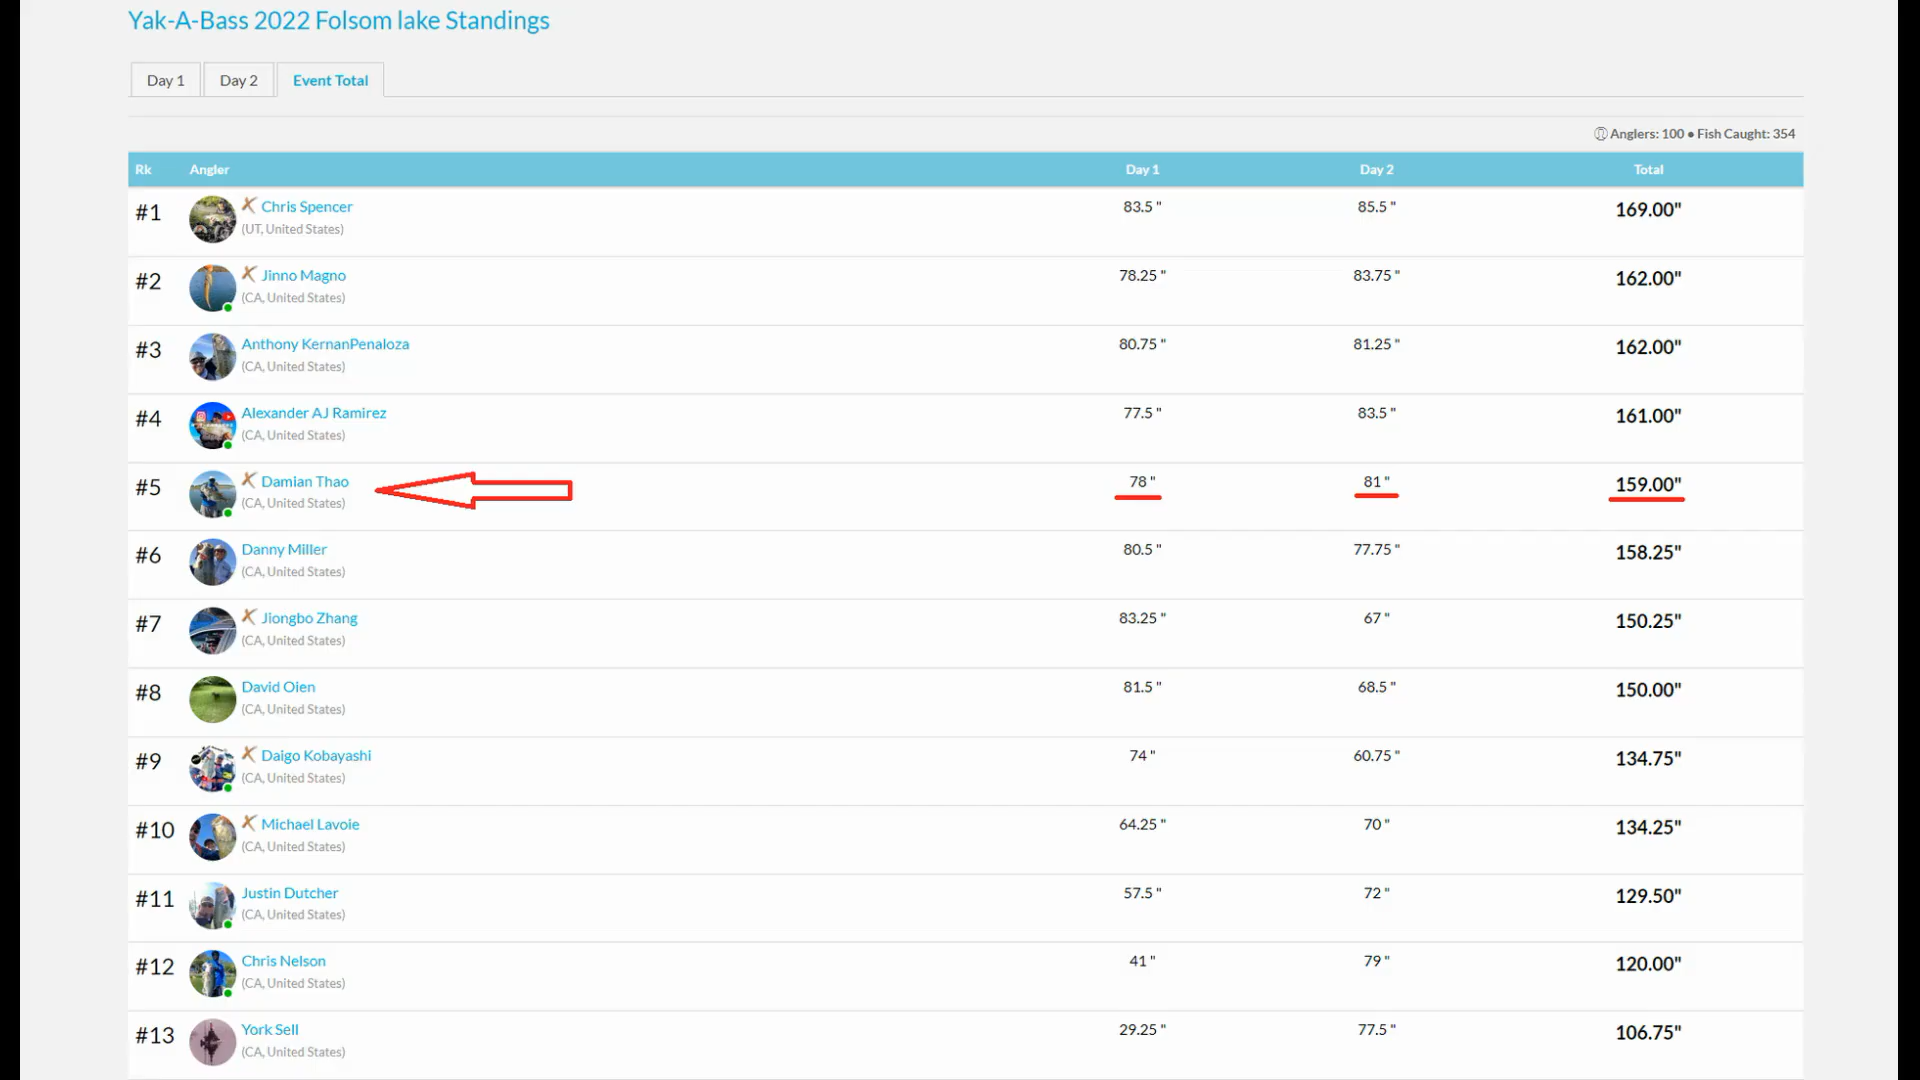 Yak-A-Bass 2022 Folsom lake Standings
Day 1 Day 2 Event Total
Anglers: 100 ● Fish Caught: 354
Rk Angler Day 1 Day 2 Total
#1 Chris Spencer 83.5 " 85.5 " 169.00"
(UT, United States)
#2 Jinno Magno 78.25 " 83.75 " 162.00"
(CA, United States)
#3 Anthony KernanPenaloza 80.75 " 81.25 " 162.00"
(CA, United States)
#4 Alexander AJ Ramirez 77.5 " 83.5 " 161.00"
(CA, United States)
#5 Damian Thao 78 " 81 " 159.00"
(CA, United States)
#6 Danny Miller 80.5 " 77.75 " 158.25"
(CA, United States)
#7 Jiongbo Zhang 83.25 " 67 " 150.25"
(CA, United States)
#8 David Oien 81.5 " 68.5 " 150.00"
(CA, United States)
#9 Daigo Kobayashi 74 " 60.75 " 134.75"
(CA, United States)
#10 Michael Lavoie 64.25 " 70 " 134.25"
(CA, United States)
#11 Justin Dutcher 57.5 " 72 " 129.50"
(CA, United States)
#12 Chris Nelson 41 " 79 " 120.00"
(CA, United States)
#13 York Sell 29.25 " 77.5 " 106.75"
(CA, United States)